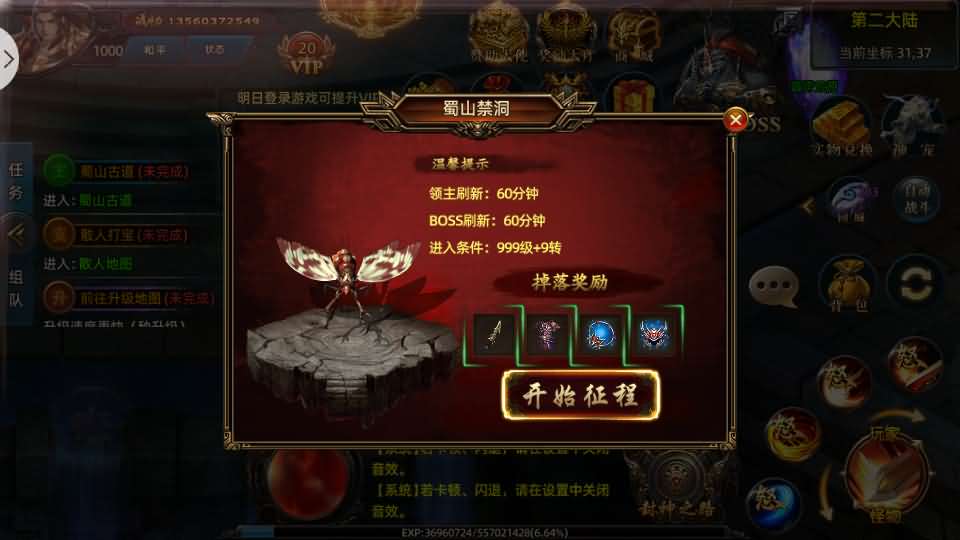 13560372549
第二大陆
1000
和平
状态
20
VIP
当前坐标 31,37
明日登录游戏可提升VIP
蜀山禁洞
实物兑换
神宠
温馨提示
任务
主
蜀山古道(未完成)
领主刷新：60分钟
自动战斗
回城
进入：蜀山古道
BOSS刷新：60分钟
散人打宝(未完成)
进入条件：999级+9转
进入：散人地图
组队
掉落奖励
升
前往升级地图(未完成)
背包
开始征程
玩家
音效。
【系统】若卡顿、闪退，请在设置中关闭
音效。
封神之路
怪物
EXP:36960724/557021428(6.64%)